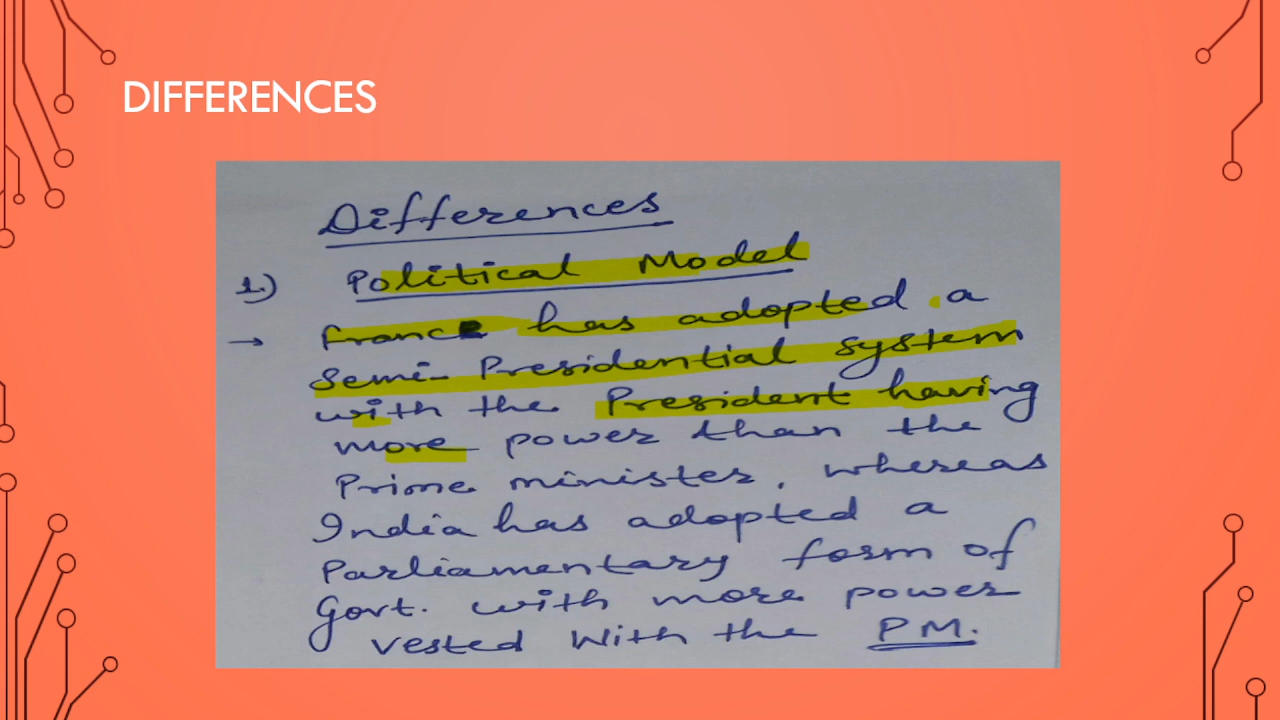 DIFFERENCES
Differences
1.) Political Model
→ France has adopted a
Semi-Presidential system
with the President having
more power than the
Prime minister, whereas
India has adopted a
Parliamentary form of
Govt. with more power
vested with the PM.